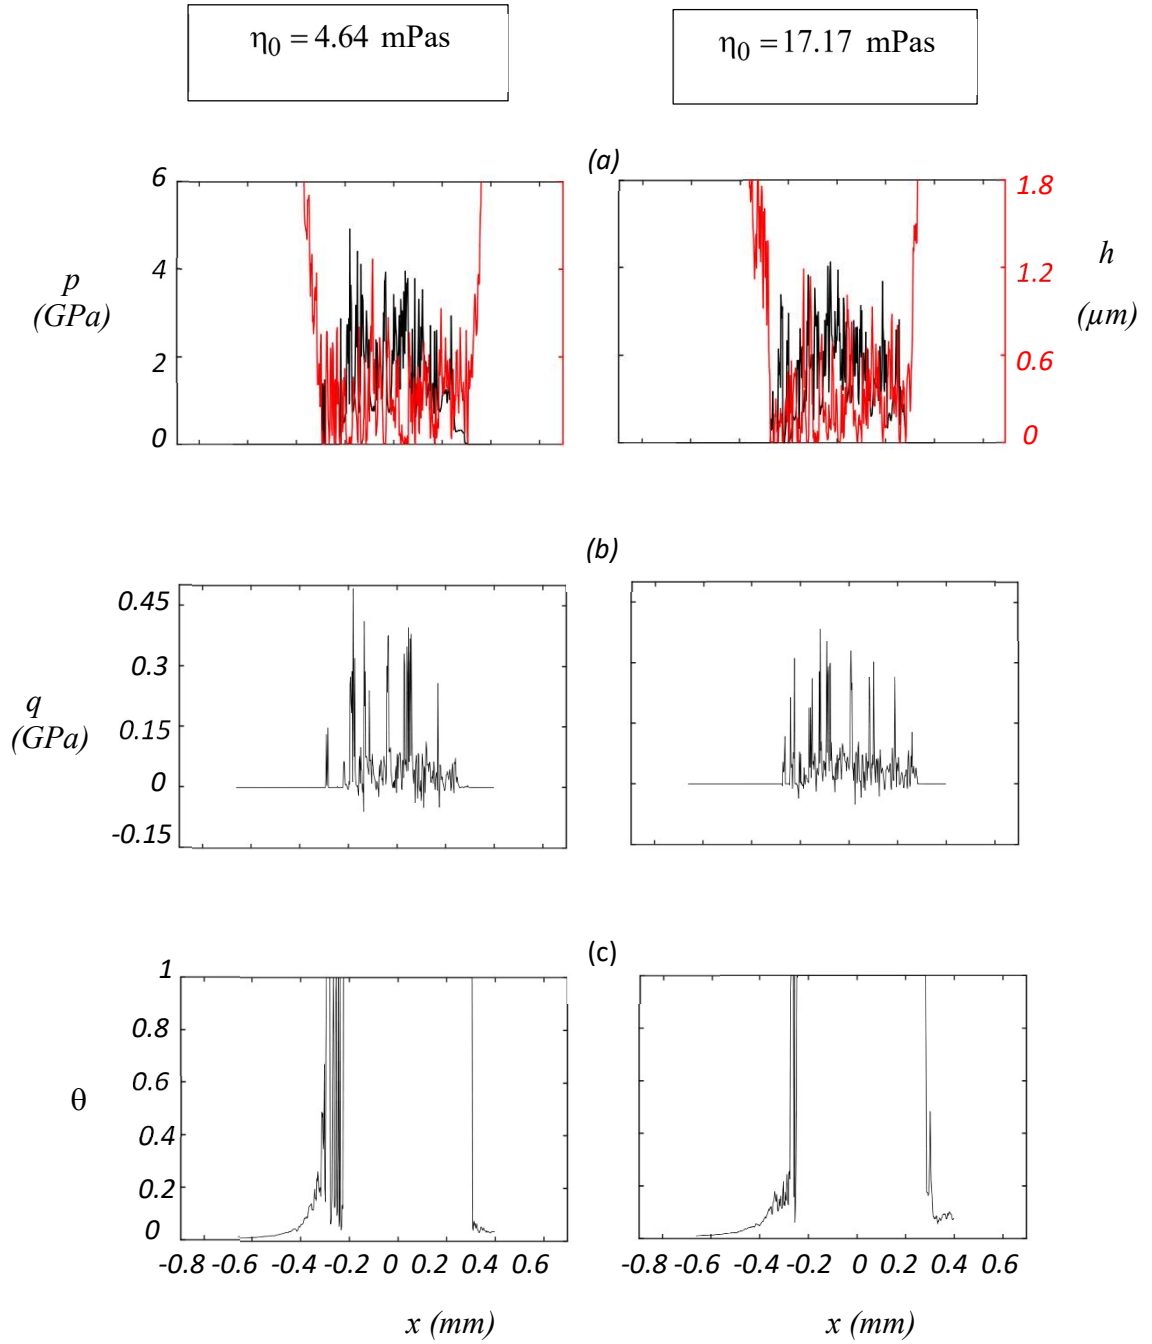 η0 = 4.64 mPas
η0 = 17.17 mPas
(a)
6
4
2
0
p
(GPa)
1.8
1.2
0.6
0
h
(μm)
(b)
0.45
0.3
0.15
0
-0.15
q
(GPa)
(c)
1
0.8
0.6
0.4
0.2
0
θ
-0.8 -0.6 -0.4 -0.2 0 0.2 0.4 0.6
-0.8 -0.6 -0.4 -0.2 0 0.2 0.4 0.6
x (mm)
x (mm)